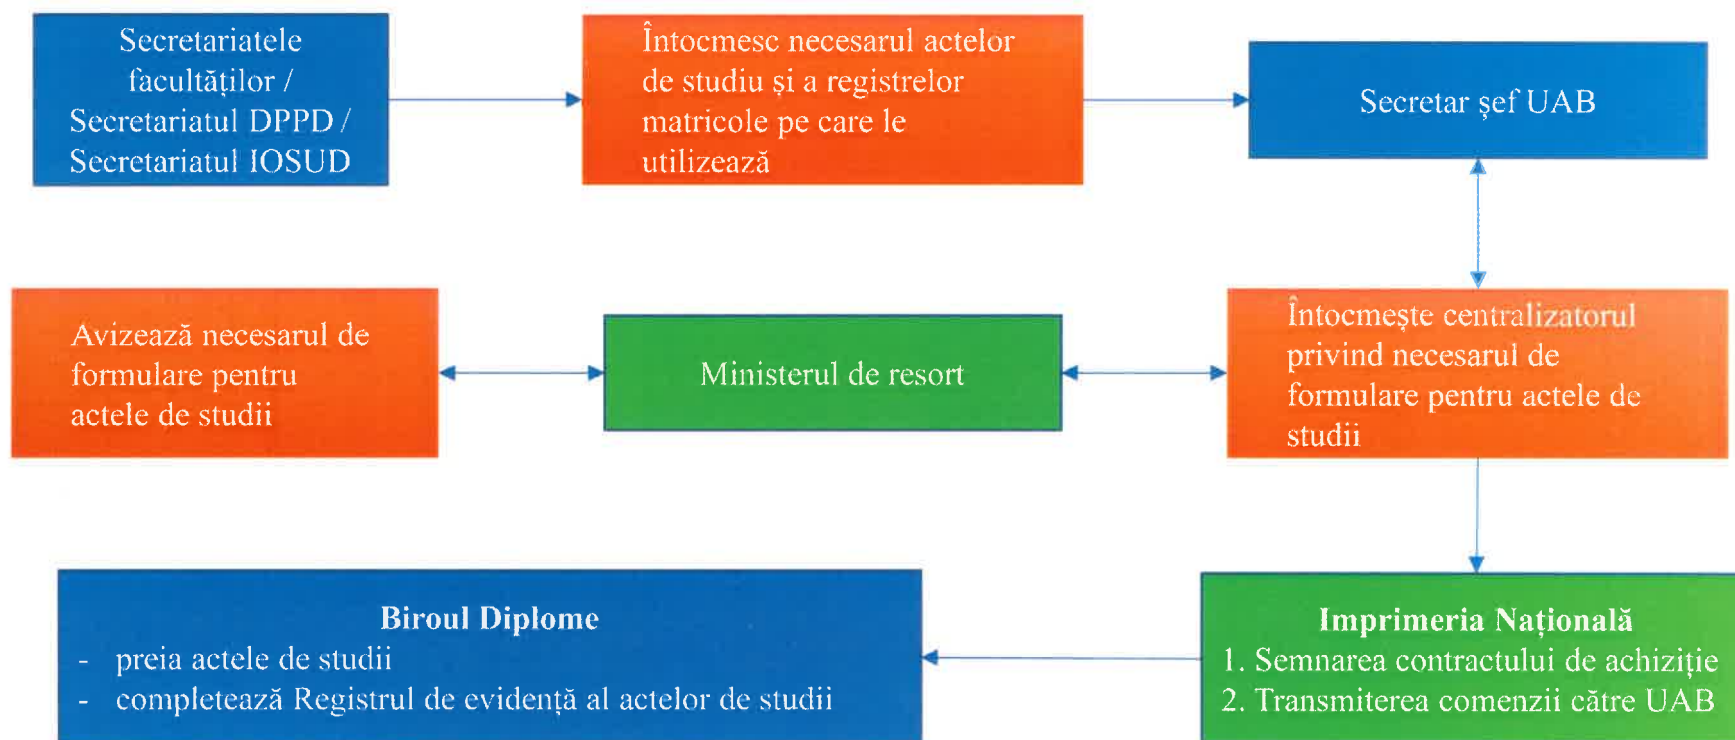 Secretariatele
facultăților /
Secretariatul DPPD /
Secretariatul IOSUD
Întocmesc necesarul actelor
de studiu și a registrelor
matricole pe care le
utilizează
Secretar șef UAB
Avizează necesarul de
formulare pentru
actele de studii
Ministerul de resort
Întocmește centralizatorul
privind necesarul de
formulare pentru actele de
studii
Biroul Diplome
- preia actele de studii
- completează Registrul de evidență al actelor de studii
Imprimeria Națională
1. Semnarea contractului de achiziție
2. Transmiterea comenzii către UAB